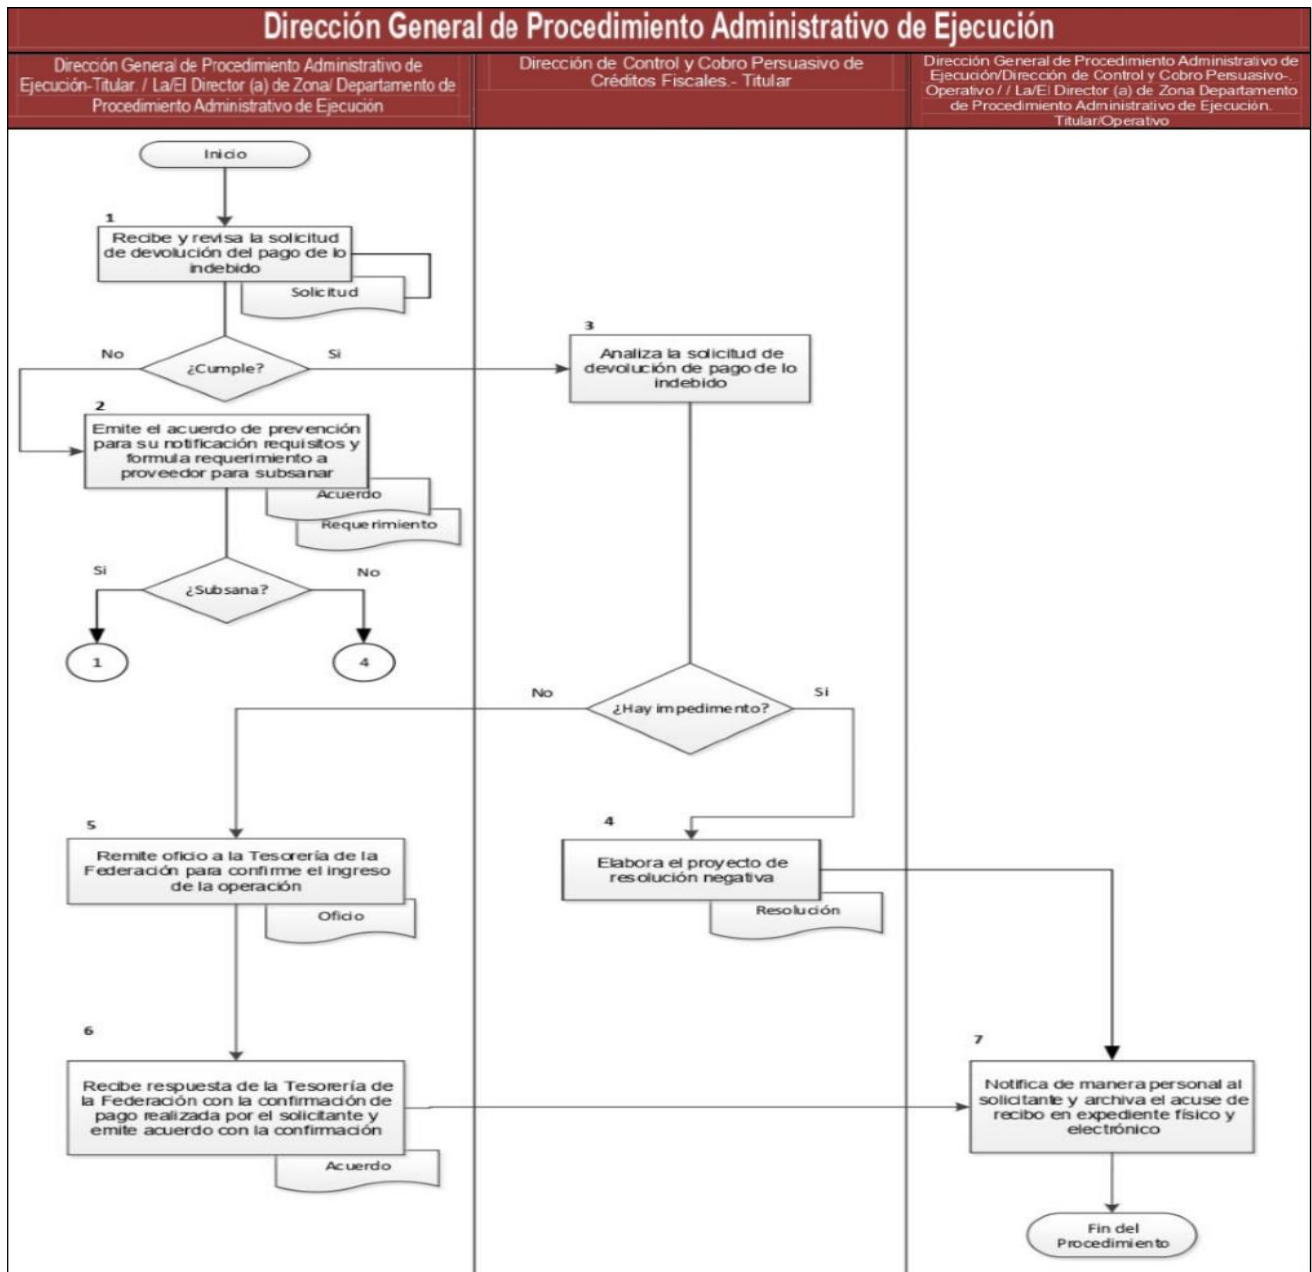 Dirección General de Procedimiento Administrativo de Ejecución
Dirección General de Procedimiento Administrativo de
Ejecución-Titular. / La/El Director (a) de Zona/ Departamento de
Procedimiento Administrativo de Ejecución
Dirección de Control y Cobro Persuasivo de
Créditos Fiscales.- Titular
Dirección General de Procedimiento Administrativo de
Ejecución/Dirección de Control y Cobro Persuasivo-.
Operativo / / La/El Director (a) de Zona Departamento
de Procedimiento Administrativo de Ejecución.
Titular/Operativo
Inicio
1
Recibe y revisa la solicitud
de devolución del pago de lo
indebido
Solicitud
¿Cumple?
No
Si
2
Emite el acuerdo de prevención
para su notificación requisitos y
formula requerimiento a
proveedor para subsanar
Acuerdo
Requerimiento
¿Subsana?
Si
No
1
4
3
Analiza la solicitud de
devolución de pago de lo
indebido
¿Hay impedimento?
No
Si
5
Remite oficio a la Tesorería de la
Federación para confirme el ingreso
de la operación
Oficio
4
Elabora el proyecto de
resolución negativa
Resolución
6
Recibe respuesta de la Tesorería de
la Federación con la confirmación de
pago realizada por el solicitante y
emite acuerdo con la confirmación
Acuerdo
7
Notifica de manera personal al
solicitante y archiva el acuse de
recibo en expediente físico y
electrónico
Fin del
Procedimiento